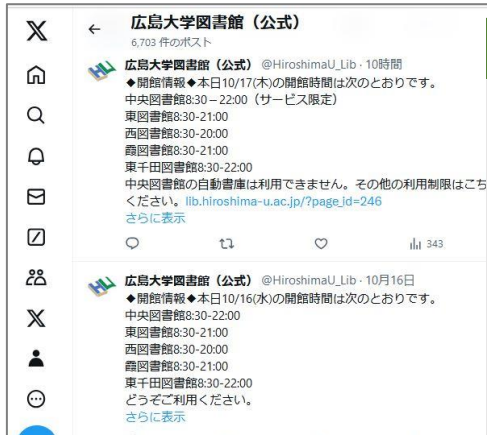 広島大学図書館（公式）
6,703 件のポスト
広島大学図書館（公式） @HiroshimaU_Lib · 10時間
◆開館情報◆本日10/17(木)の開館時間は次のとおりです。
中央図書館8:30－22:00（サービス限定）
東図書館8:30-21:00
西図書館8:30-20:00
霞図書館8:30-21:00
東千田図書館8:30-22:00
中央図書館の自動書庫は利用できません。その他の利用制限はこち
ください。lib.hiroshima-u.ac.jp/?page_id=246
さらに表示
343
広島大学図書館（公式） @HiroshimaU_Lib · 10月16日
◆開館情報◆本日10/16(水)の開館時間は次のとおりです。
中央図書館8:30-22:00
東図書館8:30-21:00
西図書館8:30-20:00
霞図書館8:30-21:00
東千田図書館8:30-22:00
どうぞご利用ください。
さらに表示